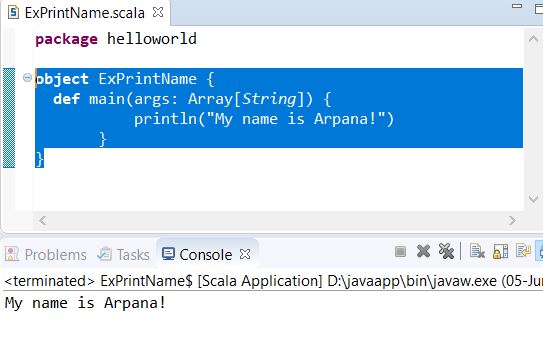 ExPrintName.scala
package helloworld
object ExPrintName {
def main(args: Array[String]) {
println("My name is Arpana!")
}
}
Problems Tasks Console
<terminated> ExPrintName$ [Scala Application] D:\javaapp\bin\javaw.exe (05-Jun
My name is Arpana!